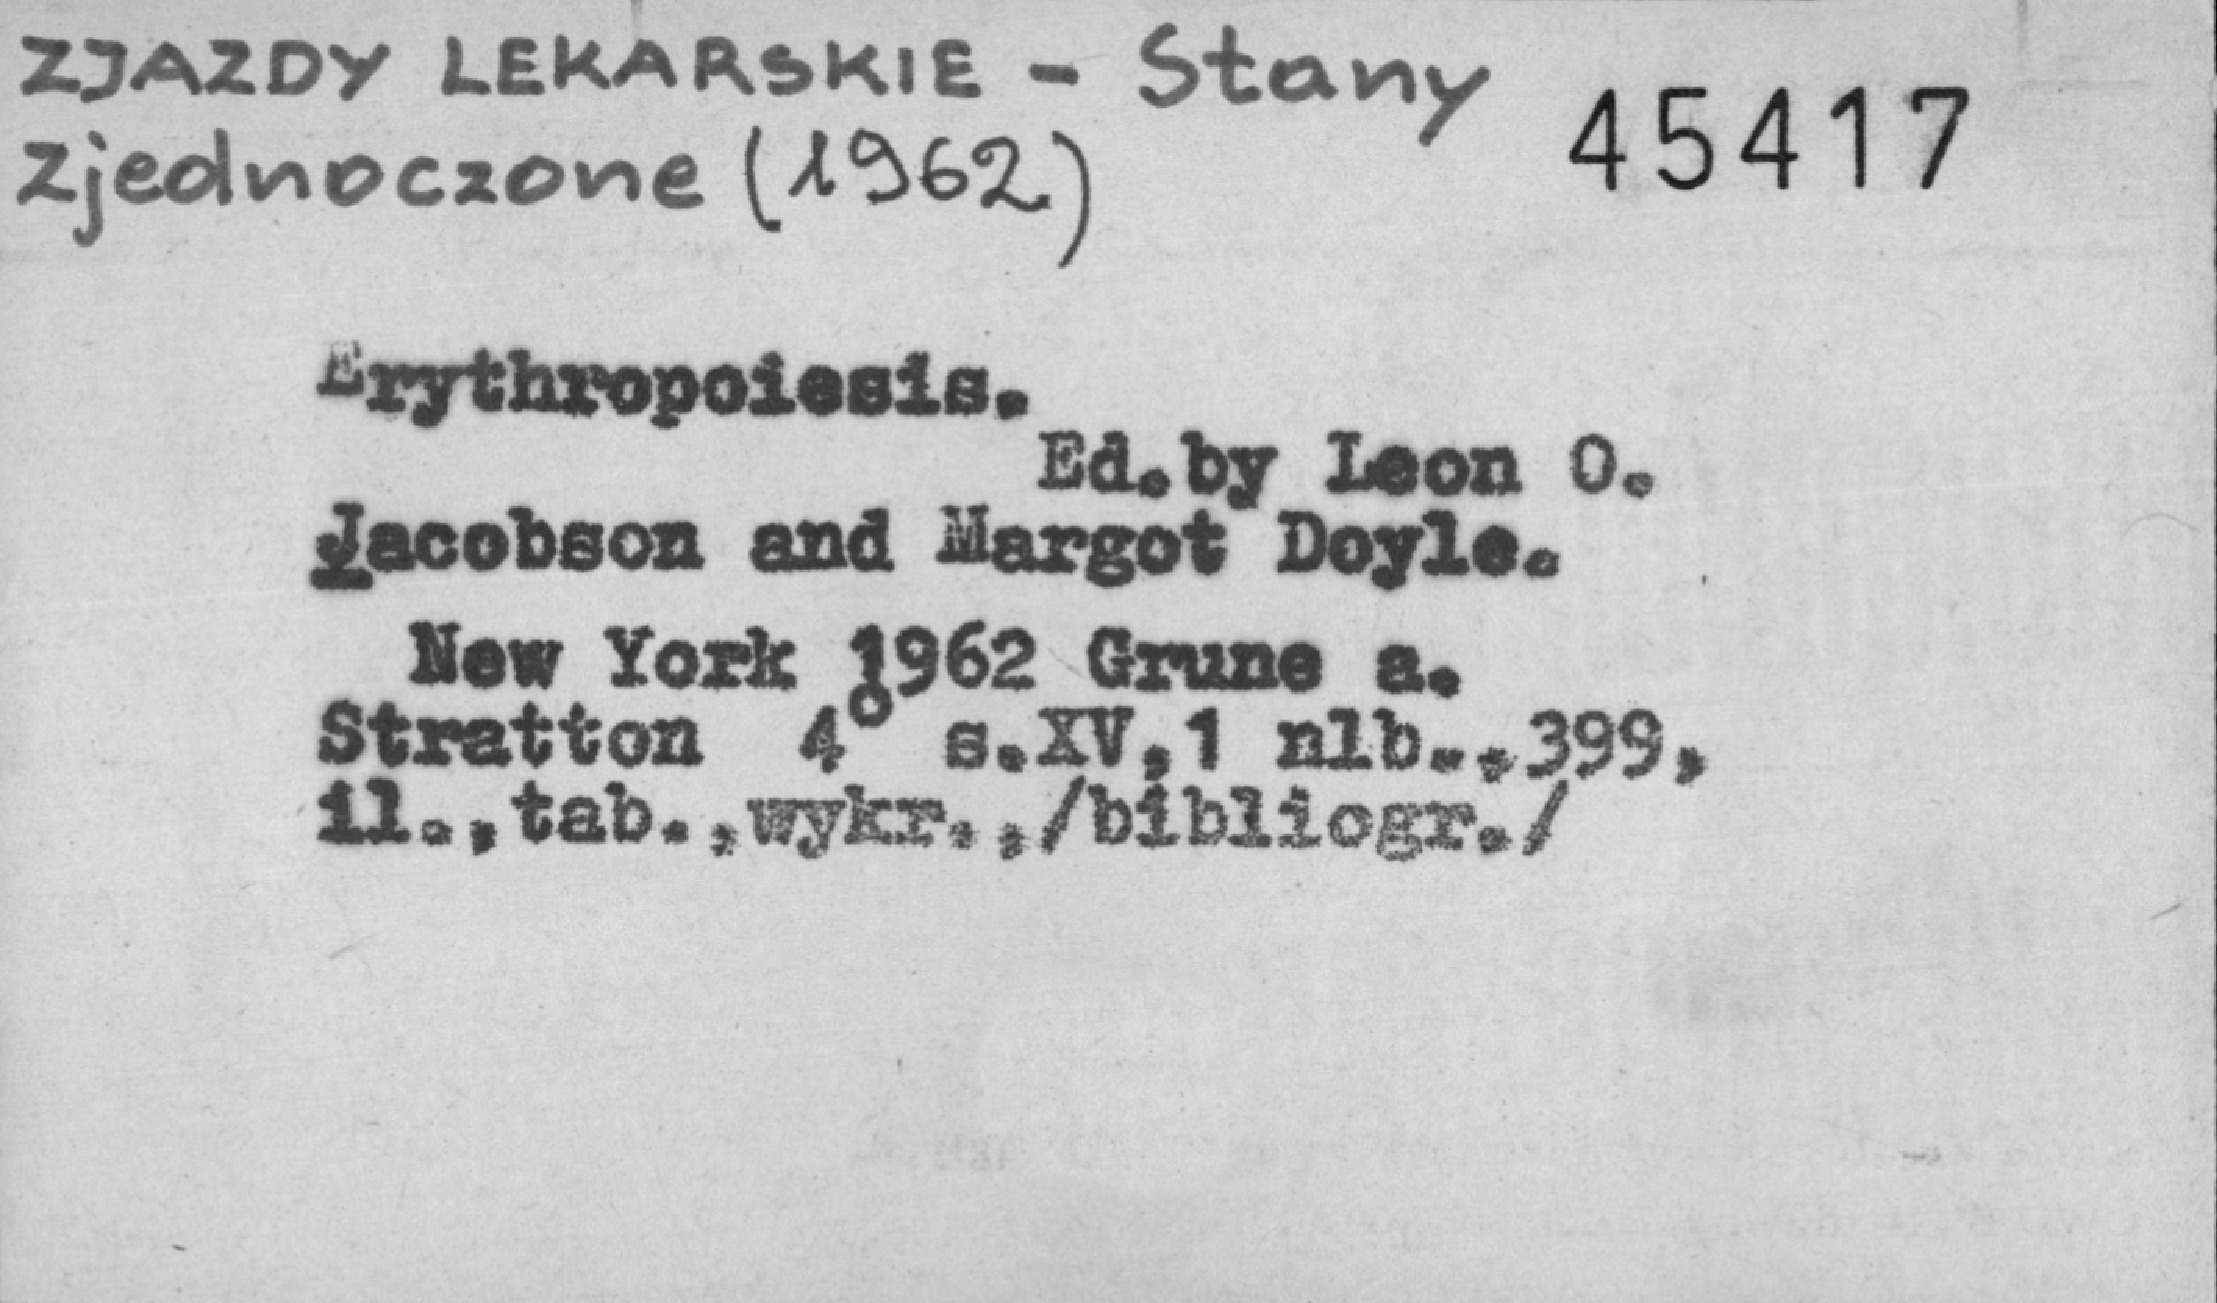 ZJAZDY LEKARSKIE - Stany
Zjednoczone (1962)
45417
Erythropoiesis.
Ed.by Leon O.
Jacobson and Margot Doyle.
New York 1962 Grune a.
Stratton 4° s.XV,1 nlb.,399,
il.,tab.,wykr.,/bibliogr./